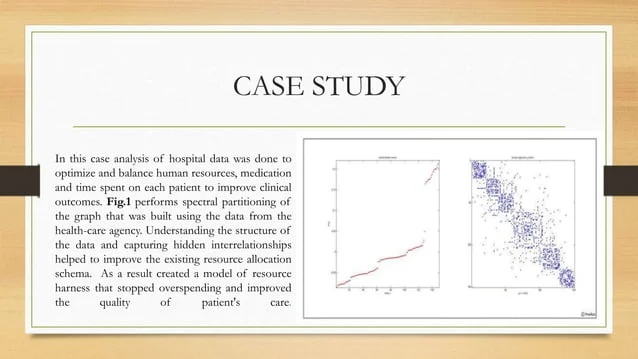 CASE STUDY
In this case analysis of hospital data was done to
optimize and balance human resources, medication
and time spent on each patient to improve clinical
outcomes. Fig.1 performs spectral partitioning of
the graph that was built using the data from the
health-care agency. Understanding the structure of
the data and capturing hidden interrelationships
helped to improve the existing resource allocation
schema. As a result created a model of resource
harness that stopped overspending and improved
the quality of patient's care.